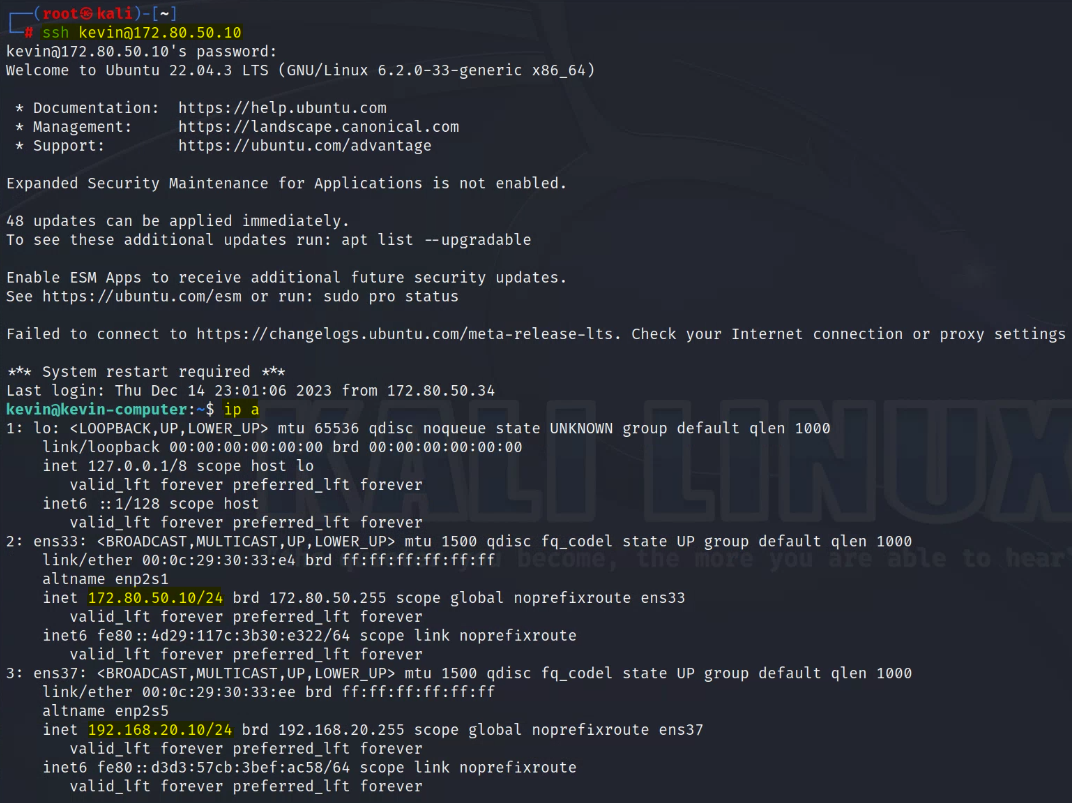 ┌──(root㉿kali)-[~]
└─# ssh kevin@172.80.50.10
kevin@172.80.50.10's password:
Welcome to Ubuntu 22.04.3 LTS (GNU/Linux 6.2.0-33-generic x86_64)

 * Documentation:  https://help.ubuntu.com
 * Management:     https://landscape.canonical.com
 * Support:        https://ubuntu.com/advantage

Expanded Security Maintenance for Applications is not enabled.

48 updates can be applied immediately.
To see these additional updates run: apt list --upgradable

Enable ESM Apps to receive additional future security updates.
See https://ubuntu.com/esm or run: sudo pro status

Failed to connect to https://changelogs.ubuntu.com/meta-release-lts. Check your Internet connection or proxy settings

*** System restart required ***
Last login: Thu Dec 14 23:01:06 2023 from 172.80.50.34
kevin@kevin-computer:~$ ip a
1: lo: <LOOPBACK,UP,LOWER_UP> mtu 65536 qdisc noqueue state UNKNOWN group default qlen 1000
    link/loopback 00:00:00:00:00:00 brd 00:00:00:00:00:00
    inet 127.0.0.1/8 scope host lo
       valid_lft forever preferred_lft forever
    inet6 ::1/128 scope host
       valid_lft forever preferred_lft forever
2: ens33: <BROADCAST,MULTICAST,UP,LOWER_UP> mtu 1500 qdisc fq_codel state UP group default qlen 1000
    link/ether 00:0c:29:30:33:e4 brd ff:ff:ff:ff:ff:ff
    altname enp2s1
    inet 172.80.50.10/24 brd 172.80.50.255 scope global noprefixroute ens33
       valid_lft forever preferred_lft forever
    inet6 fe80::4d29:117c:3b30:e322/64 scope link noprefixroute
       valid_lft forever preferred_lft forever
3: ens37: <BROADCAST,MULTICAST,UP,LOWER_UP> mtu 1500 qdisc fq_codel state UP group default qlen 1000
    link/ether 00:0c:29:30:33:ee brd ff:ff:ff:ff:ff:ff
    altname enp2s5
    inet 192.168.20.10/24 brd 192.168.20.255 scope global noprefixroute ens37
       valid_lft forever preferred_lft forever
    inet6 fe80::d3d3:57cb:3bef:ac58/64 scope link noprefixroute
       valid_lft forever preferred_lft forever
KALI LINUX
become, the more you are able to hear"